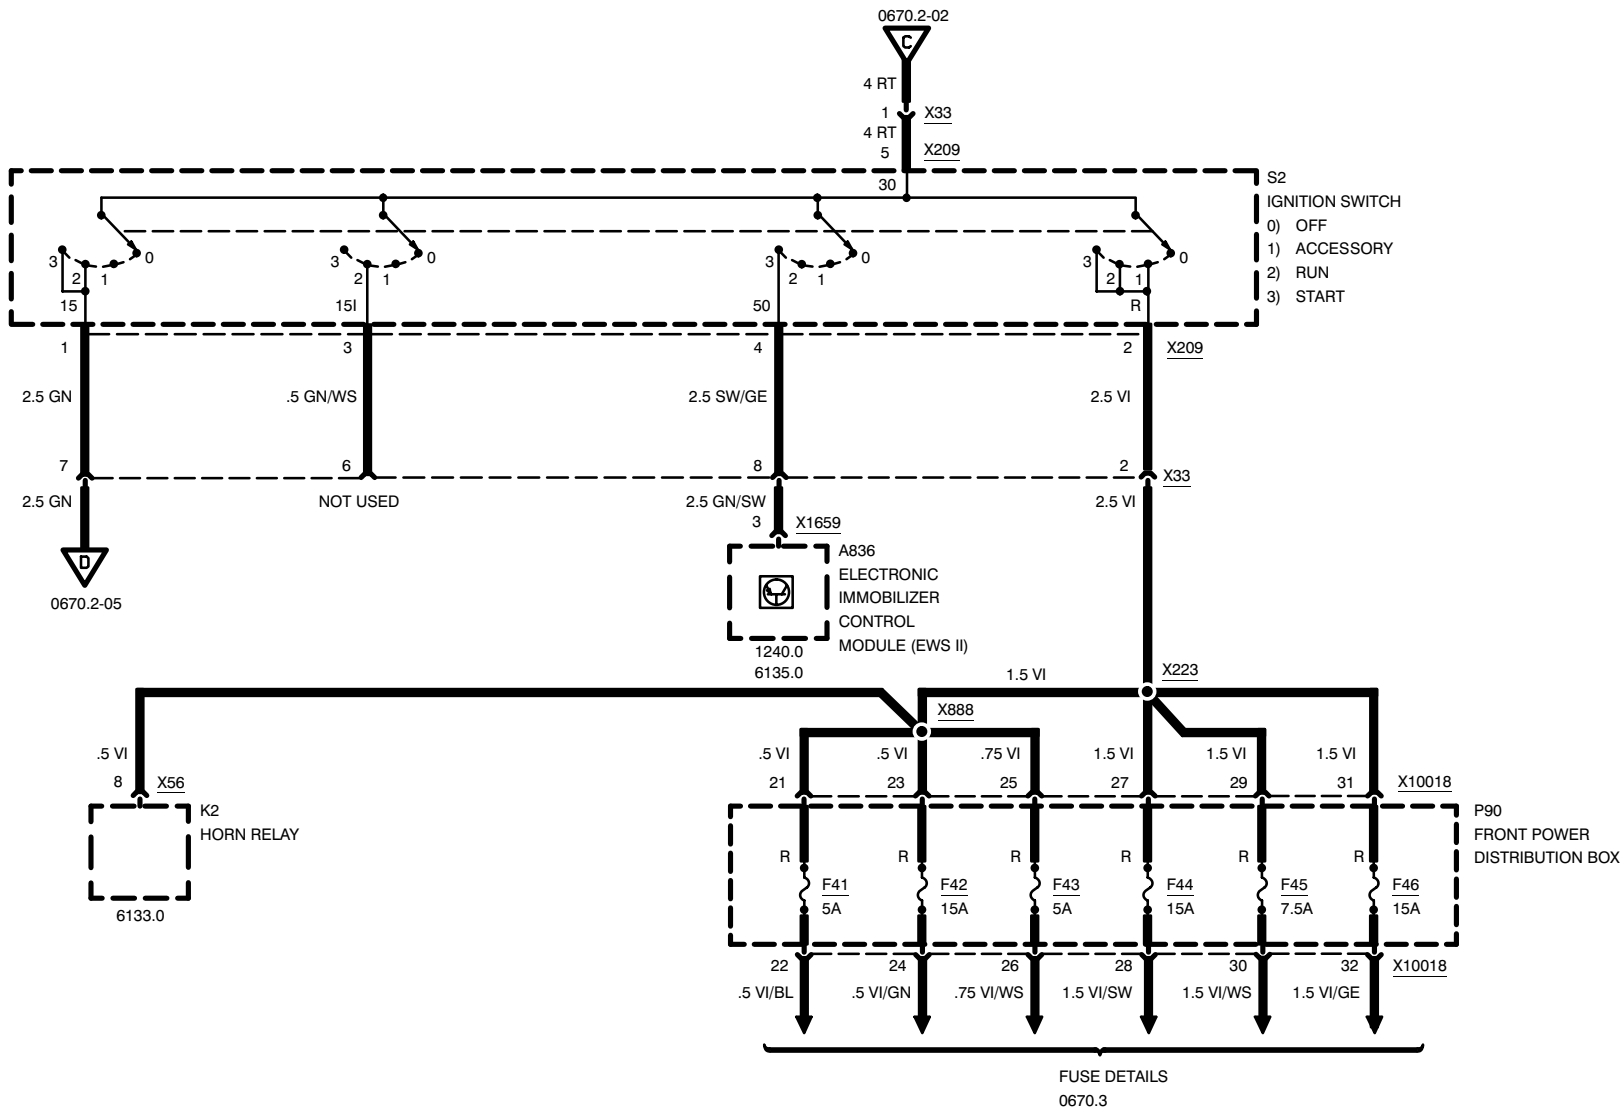 0670.2-02
C
4 RT
1 X33
4 RT
5 X209
30
S2
IGNITION SWITCH
0) OFF
1) ACCESSORY
2) RUN
3) START
3 2 1 0
3 2 1 0
3 2 1 0
3 2 1 0
15 15I 50 R
1 3 4 2 X209
2.5 GN .5 GN/WS 2.5 SW/GE 2.5 VI
7 6 8 2 X33
2.5 GN NOT USED 2.5 GN/SW 2.5 VI
3 X1659
D
0670.2-05
A836
ELECTRONIC
IMMOBILIZER
CONTROL
MODULE (EWS II)
1240.0
6135.0
1.5 VI X223
X888
.5 VI .5 VI .5 VI .75 VI 1.5 VI 1.5 VI 1.5 VI
8 X56 21 23 25 27 29 31 X10018
K2
HORN RELAY
6133.0
P90
FRONT POWER
DISTRIBUTION BOX
R R R R R R
F41 F42 F43 F44 F45 F46
5A 15A 5A 15A 7.5A 15A
22 24 26 28 30 32 X10018
.5 VI/BL .5 VI/GN .75 VI/WS 1.5 VI/SW 1.5 VI/WS 1.5 VI/GE
FUSE DETAILS
0670.3